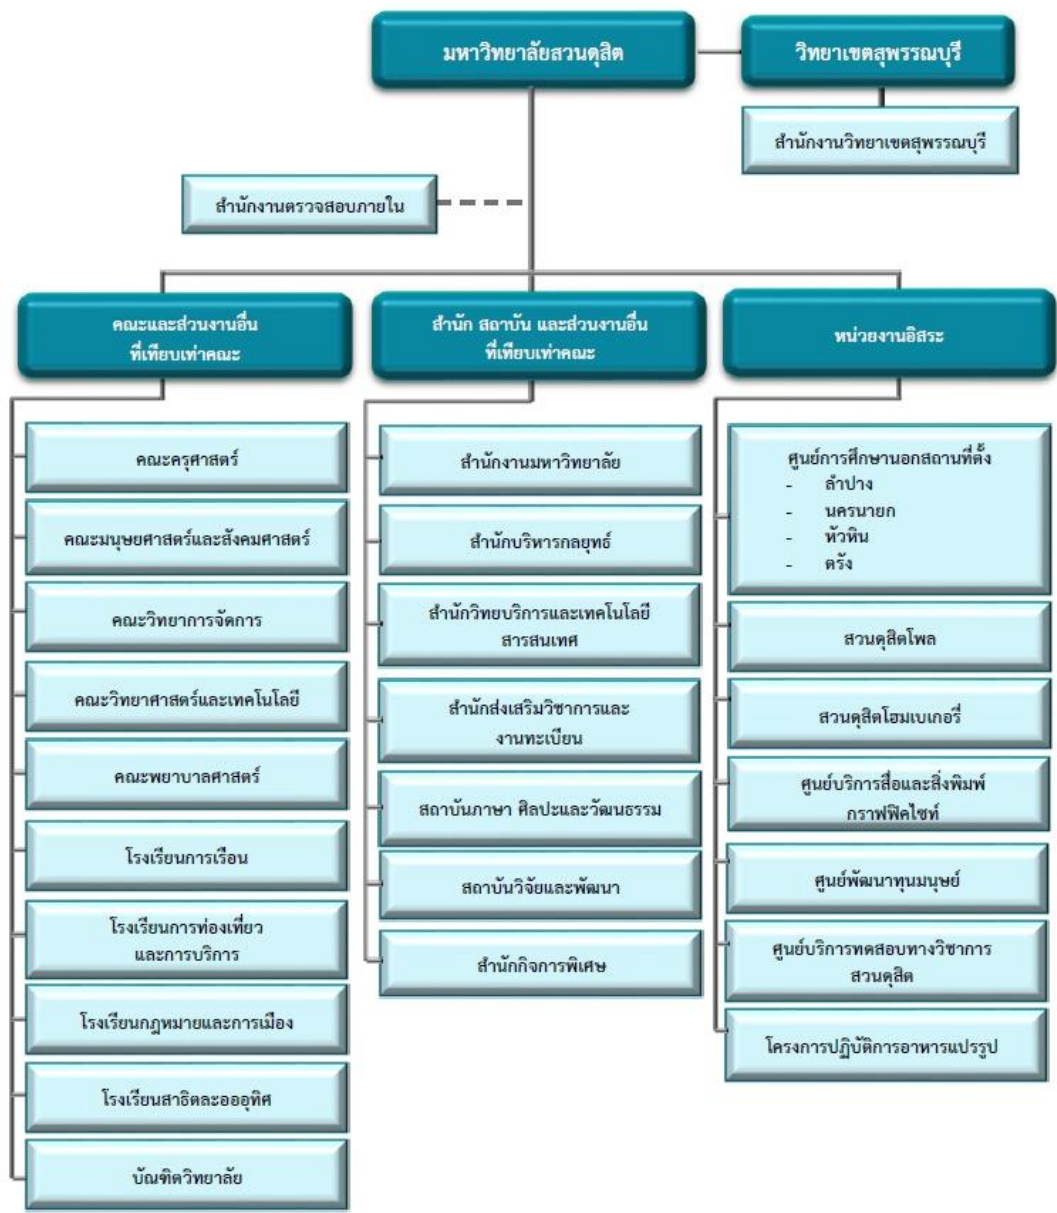 มหาวิทยาลัยสวนดุสิต
วิทยาเขตสุพรรณบุรี
สำนักงานวิทยาเขตสุพรรณบุรี
สำนักงานตรวจสอบภายใน
คณะและส่วนงานอื่น
ที่เทียบเท่าคณะ
คณะครุศาสตร์
คณะมนุษยศาสตร์และสังคมศาสตร์
คณะวิทยาการจัดการ
คณะวิทยาศาสตร์และเทคโนโลยี
คณะพยาบาลศาสตร์
โรงเรียนการเรือน
โรงเรียนการท่องเที่ยว
และการบริการ
โรงเรียนกฎหมายและการเมือง
โรงเรียนสาธิตละอออุทิศ
บัณฑิตวิทยาลัย
สำนัก สถาบัน และส่วนงานอื่น
ที่เทียบเท่าคณะ
สำนักงานมหาวิทยาลัย
สำนักบริหารกลยุทธ์
สำนักวิทยบริการและเทคโนโลยี
สารสนเทศ
สำนักส่งเสริมวิชาการและ
งานทะเบียน
สถาบันภาษา ศิลปะและวัฒนธรรม
สถาบันวิจัยและพัฒนา
สำนักกิจการพิเศษ
หน่วยงานอิสระ
ศูนย์การศึกษานอกสถานที่ตั้ง
- ลำปาง
- นครนายก
- หัวหิน
- ตรัง
สวนดุสิตโพล
สวนดุสิตโฮมเบเกอรี่
ศูนย์บริการสื่อและสิ่งพิมพ์
กราฟฟิคไซท์
ศูนย์พัฒนาทุนมนุษย์
ศูนย์บริการทดสอบทางวิชาการ
สวนดุสิต
โครงการปฏิบัติการอาหารแปรรูป